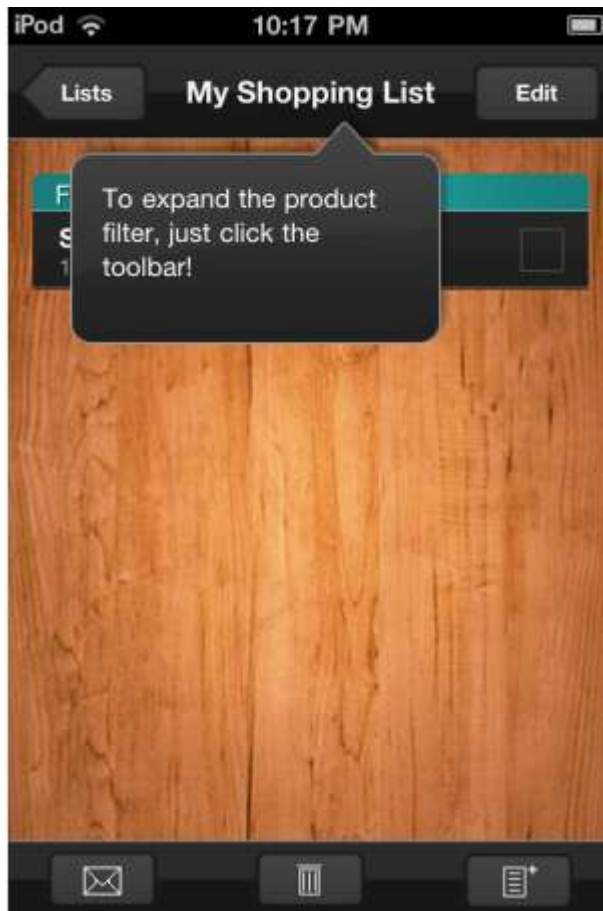 iPod 10:17 PM
Lists My Shopping List Edit
To expand the product
filter, just click the
toolbar!